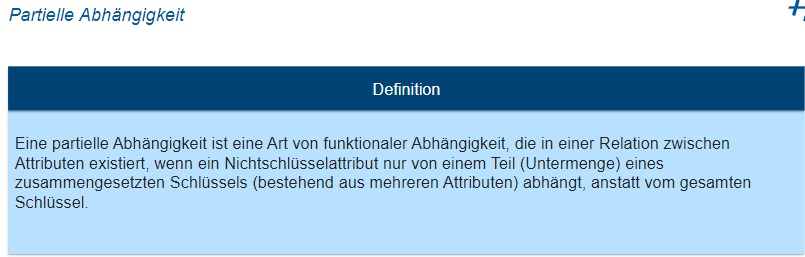 Partielle Abhängigkeit
Definition
Eine partielle Abhängigkeit ist eine Art von funktionaler Abhängigkeit, die in einer Relation zwischen
Attributen existiert, wenn ein Nichtschlüsselattribut nur von einem Teil (Untermenge) eines
zusammengesetzten Schlüssels (bestehend aus mehreren Attributen) abhängt, anstatt vom gesamten
Schlüssel.